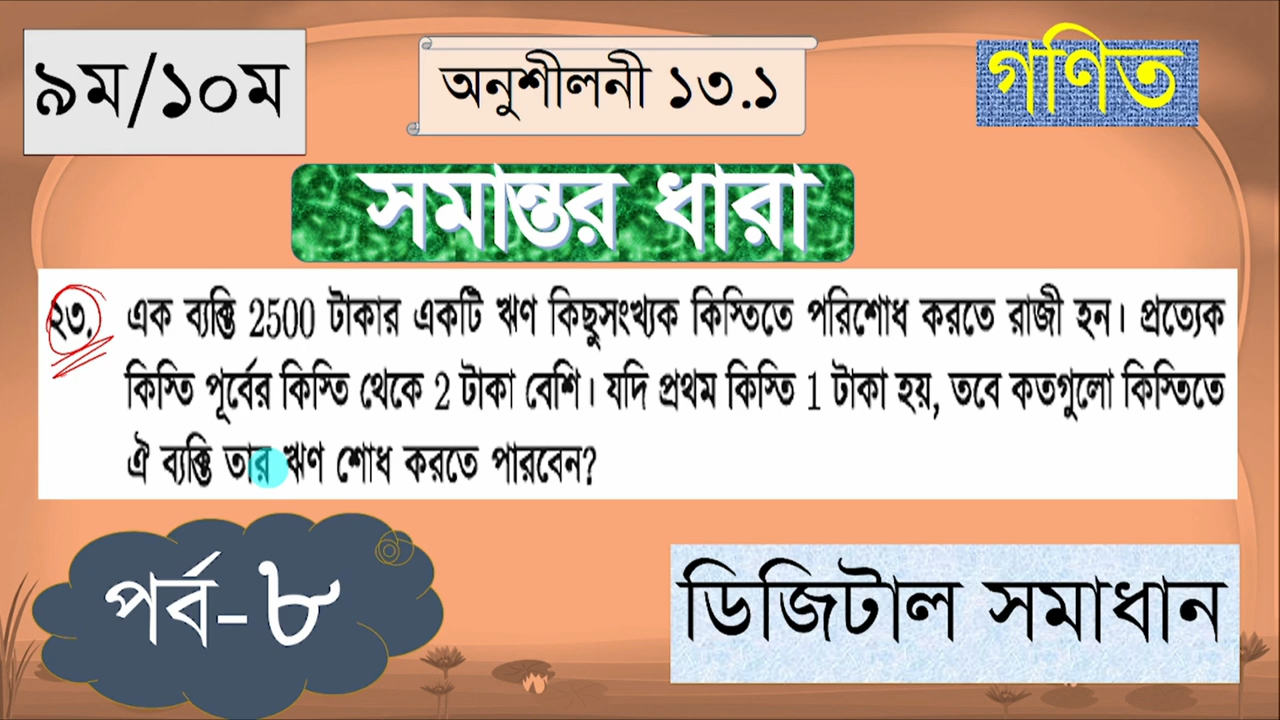 ৯ম/১০ম
অনুশীলনী ১৩.১
গণিত
সমান্তর ধারা
২৩. এক ব্যক্তি 2500 টাকার একটি ঋণ কিছুসংখ্যক কিস্তিতে পরিশোধ করতে রাজী হন। প্রত্যেক
কিস্তি পূর্বের কিস্তি থেকে 2 টাকা বেশি। যদি প্রথম কিস্তি 1 টাকা হয়, তবে কতগুলো কিস্তিতে
ঐ ব্যক্তি তার ঋণ শোধ করতে পারবেন?
পর্ব-৮
ডিজিটাল সমাধান